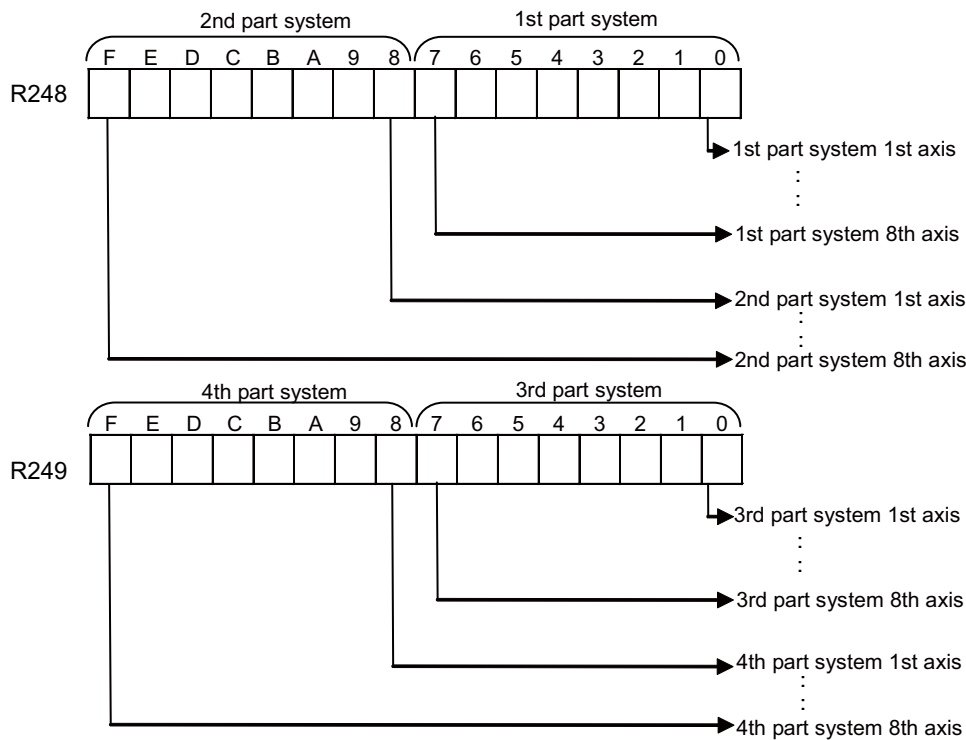 2nd part system 1st part system
F E D C B A 9 8 7 6 5 4 3 2 1 0
R248
1st part system 1st axis
:
:
1st part system 8th axis
2nd part system 1st axis
:
:
2nd part system 8th axis
4th part system 3rd part system
F E D C B A 9 8 7 6 5 4 3 2 1 0
R249
3rd part system 1st axis
:
:
3rd part system 8th axis
4th part system 1st axis
:
:
4th part system 8th axis